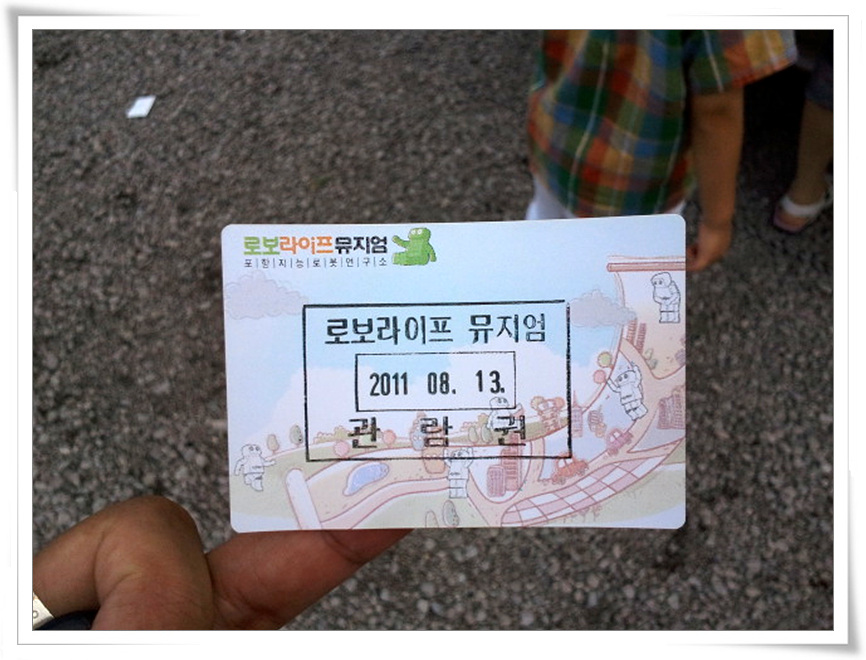 로보라이프뮤지엄
포|항|지|능|로|봇|연|구|소
로보라이프 뮤지엄
2011 08. 13.
관 람 권